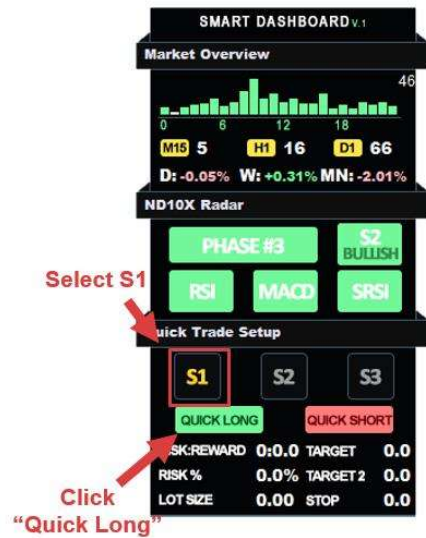 SMART DASHBOARD V.1
Market Overview
46
0 6 12 18
M15 5 H1 16 D1 66
D: -0.05% W: +0.31% MN: -2.01%
ND10X Radar
PHASE #3 S2
BULLISH
RSI MACD SRSI
Select S1
uick Trade Setup
S1 S2 S3
QUICK LONG QUICK SHORT
SK:REWARD 0:0.0 TARGET 0.0
RISK % 0.0% TARGET 2 0.0
LOT SIZE 0.00 STOP 0.0
Click
“Quick Long”